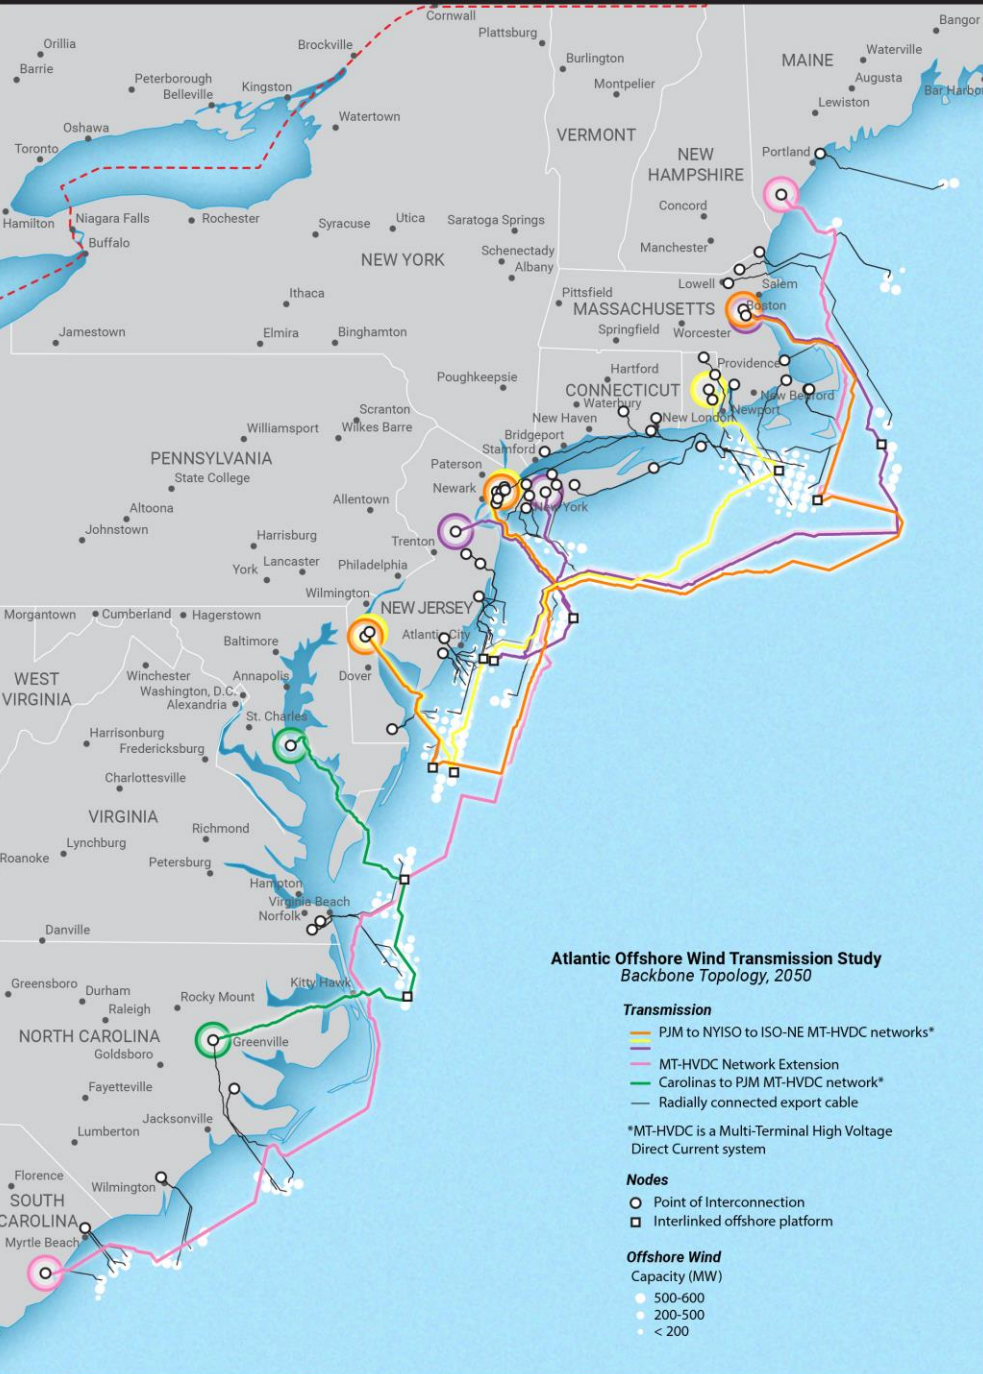 Cornwall
Bangor
Plattsburg
Orillia
Brockville
Waterville
Barrie
Burlington
MAINE
Peterborough
Augusta
Belleville
Kingston
Montpelier
Bar Harbor
Lewiston
Watertown
Oshawa
VERMONT
Toronto
NEW
HAMPSHIRE
Portland
Concord
Hamilton
Niagara Falls
Rochester
Syracuse
Utica
Saratoga Springs
Buffalo
Manchester
NEW YORK
Schenectady
Albany
Lowell
Salem
Ithaca
Pittsfield
MASSACHUSETTS
Boston
Jamestown
Elmira
Binghamton
Springfield
Worcester
Providence
Hartford
Poughkeepsie
CONNECTICUT
New Bedford
Waterbury
Newport
Scranton
New Haven
New London
Williamsport
Wilkes Barre
Bridgeport
Stamford
PENNSYLVANIA
Paterson
State College
Newark
Allentown
New York
Altoona
Johnstown
Harrisburg
Trenton
York
Lancaster
Philadelphia
Wilmington
NEW JERSEY
Morgantown
Cumberland
Hagerstown
Baltimore
Atlantic City
WEST
VIRGINIA
Winchester
Annapolis
Dover
Washington, D.C.
Alexandria
St. Charles
Harrisonburg
Fredericksburg
Charlottesville
VIRGINIA
Richmond
Lynchburg
Roanoke
Petersburg
Hampton
Virginia Beach
Norfolk
Danville
Kitty Hawk
Greensboro
Durham
Rocky Mount
Raleigh
NORTH CAROLINA
Greenville
Goldsboro
Fayetteville
Jacksonville
Lumberton
Florence
Wilmington
SOUTH
CAROLINA
Myrtle Beach
Atlantic Offshore Wind Transmission Study
Backbone Topology, 2050
Transmission
PJM to NYISO to ISO-NE MT-HVDC networks*
MT-HVDC Network Extension
Carolinas to PJM MT-HVDC network*
Radially connected export cable
*MT-HVDC is a Multi-Terminal High Voltage
Direct Current system
Nodes
Point of Interconnection
Interlinked offshore platform
Offshore Wind
Capacity (MW)
500-600
200-500
< 200